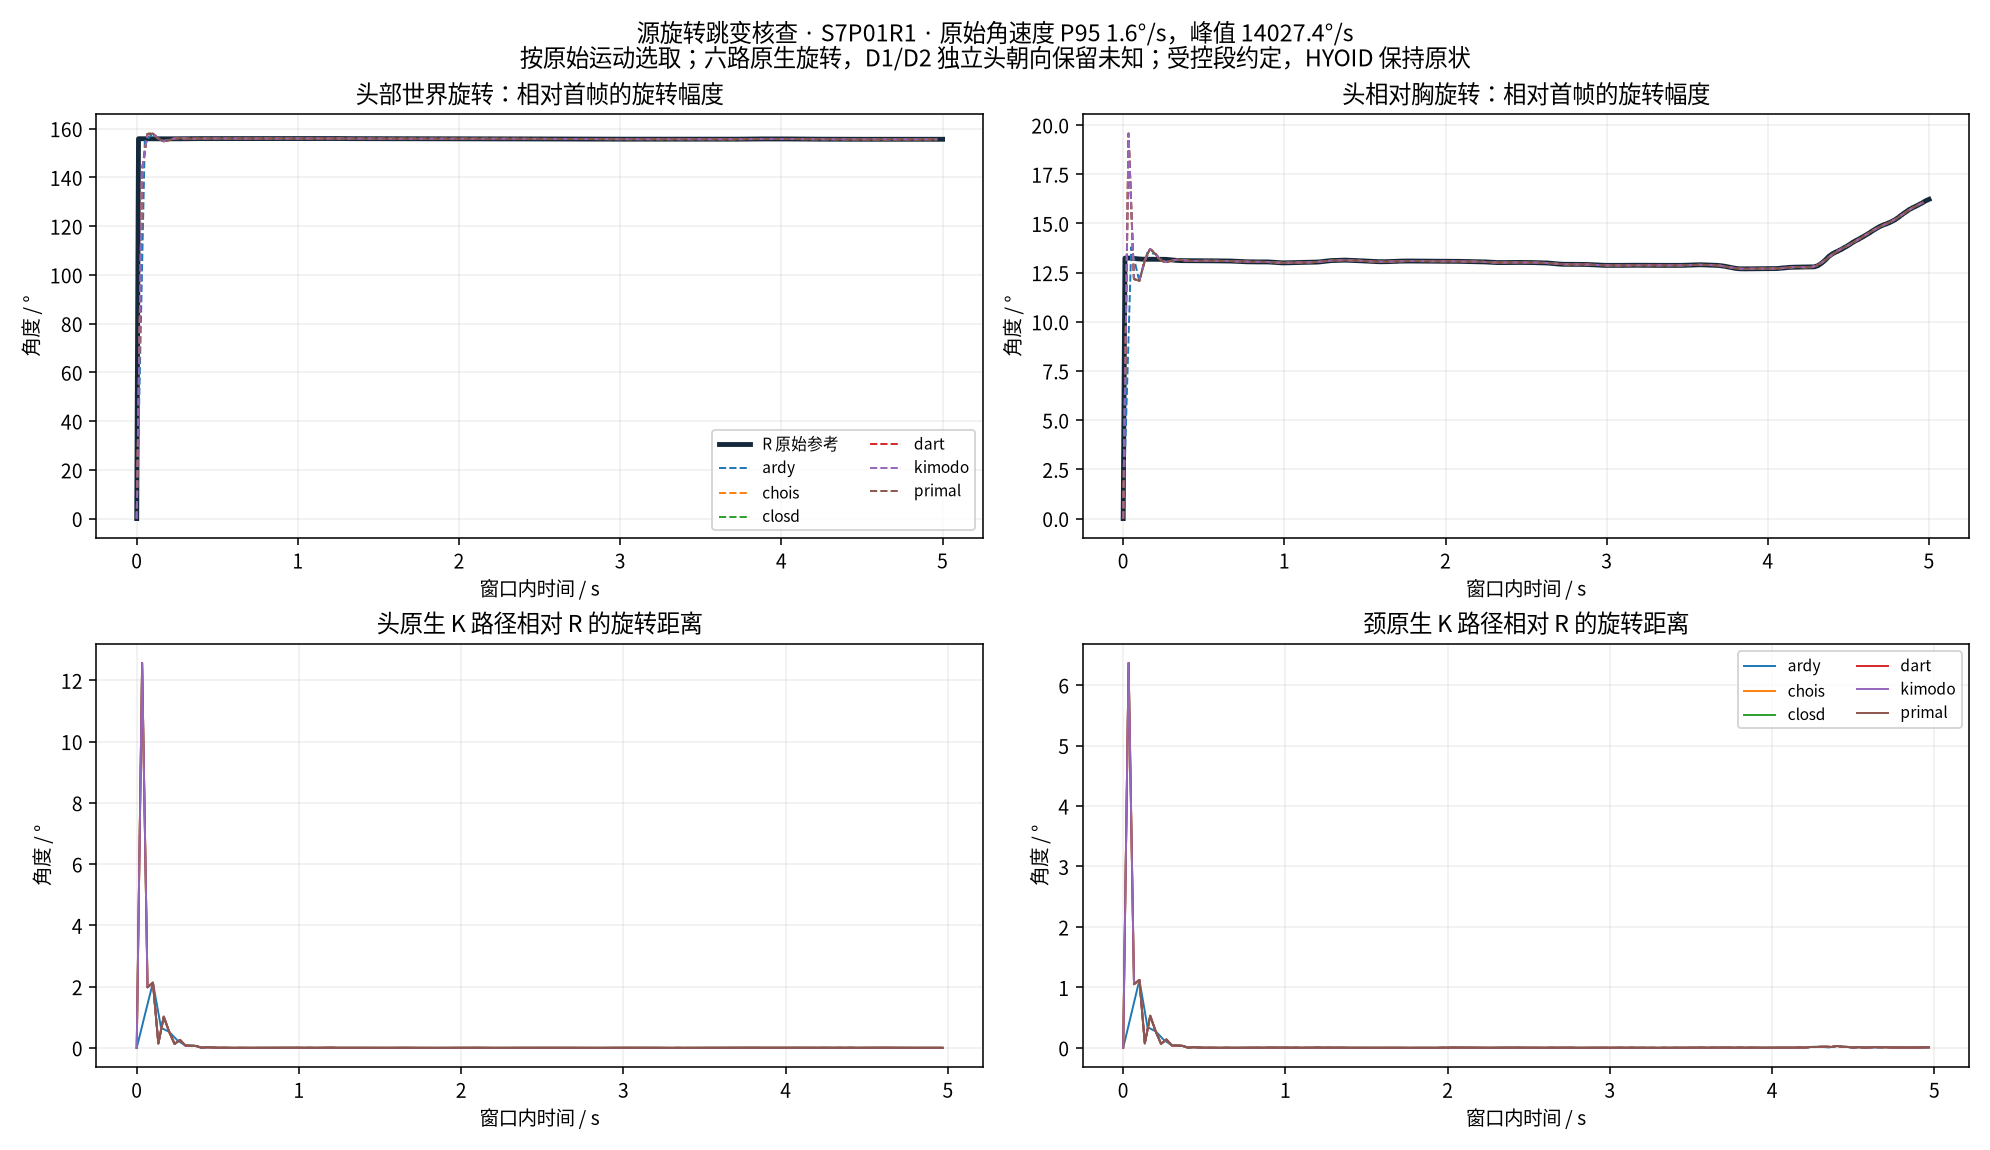 源旋转跳变核查 · S7P01R1 · 原始角速度 P95 1.6°/s，峰值 14027.4°/s
按原始运动选取；六路原生旋转，D1/D2 独立头朝向保留未知；受控段约定，HYOID 保持原状
头部世界旋转：相对首帧的旋转幅度
角度 / °
160
140
120
100
80
60
40
20
0
R 原始参考
ardy
chois
closd
dart
kimodo
primal
0 1 2 3 4 5
窗口内时间 / s
头相对胸旋转：相对首帧的旋转幅度
角度 / °
20.0
17.5
15.0
12.5
10.0
7.5
5.0
2.5
0.0
0 1 2 3 4 5
窗口内时间 / s
头原生 K 路径相对 R 的旋转距离
角度 / °
12
10
8
6
4
2
0
0 1 2 3 4 5
窗口内时间 / s
颈原生 K 路径相对 R 的旋转距离
角度 / °
6
5
4
3
2
1
0
ardy
chois
closd
dart
kimodo
primal
0 1 2 3 4 5
窗口内时间 / s